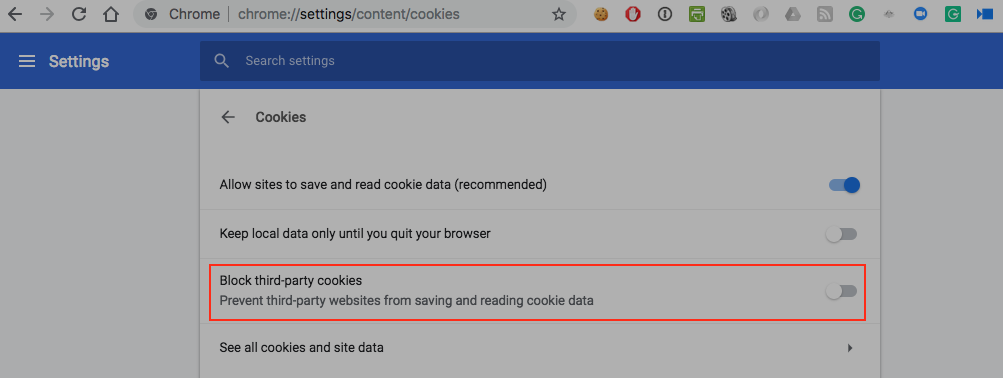 Chrome | chrome://settings/content/cookies
Settings
Search settings
Cookies
Allow sites to save and read cookie data (recommended)
Keep local data only until you quit your browser
Block third-party cookies
Prevent third-party websites from saving and reading cookie data
See all cookies and site data